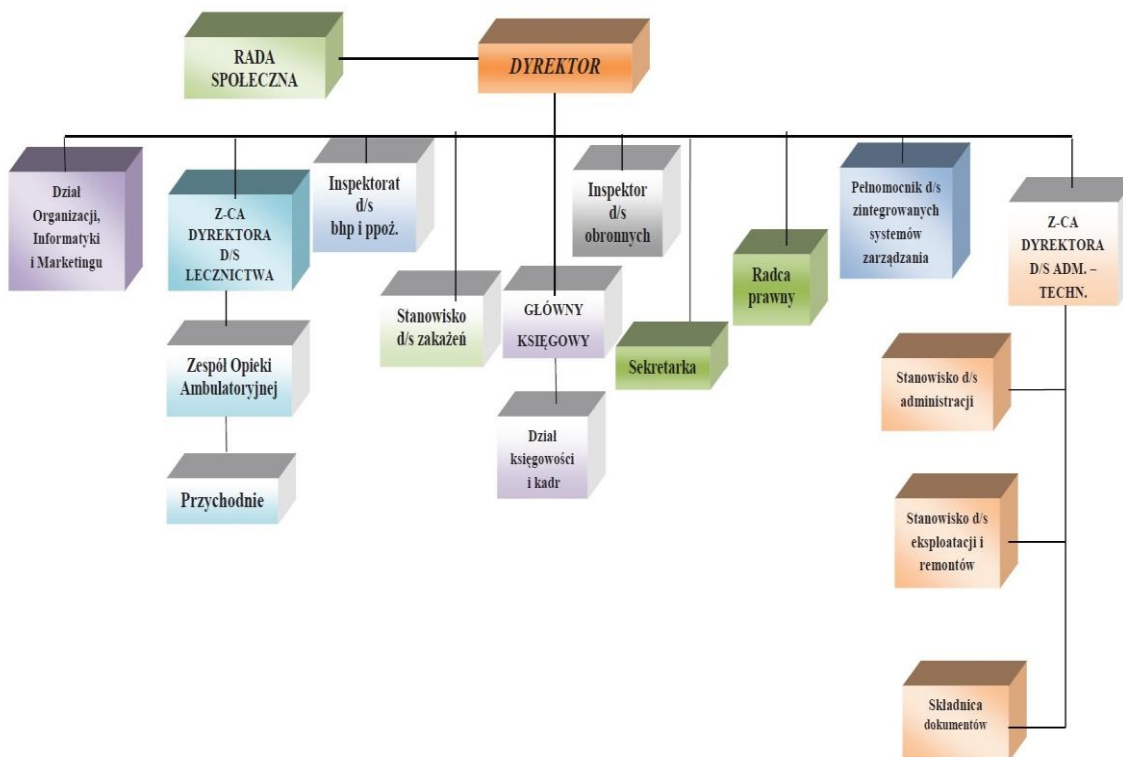 RADA
SPOŁECZNA
DYREKTOR
Dział
Organizacji,
Informatyki
i Marketingu
Z-CA
DYREKTORA
D/S
LECZNICTWA
Inspektorat
d/s
bhp i ppoż.
Stanowisko
d/s zakażeń
GŁÓWNY
KSIĘGOWY
Inspektor
d/s
obronnych
Sekretarka
Radca
prawny
Pełnomocnik d/s
zintegrowanych
systemów
zarządzania
Z-CA
DYREKTORA
D/S ADM. –
TECHN.
Zespół Opieki
Ambulatoryjnej
Przychodnie
Dział
księgowości
i kadr
Stanowisko d/s
administracji
Stanowisko d/s
eksploatacji i
remontów
Składnica
dokumentów